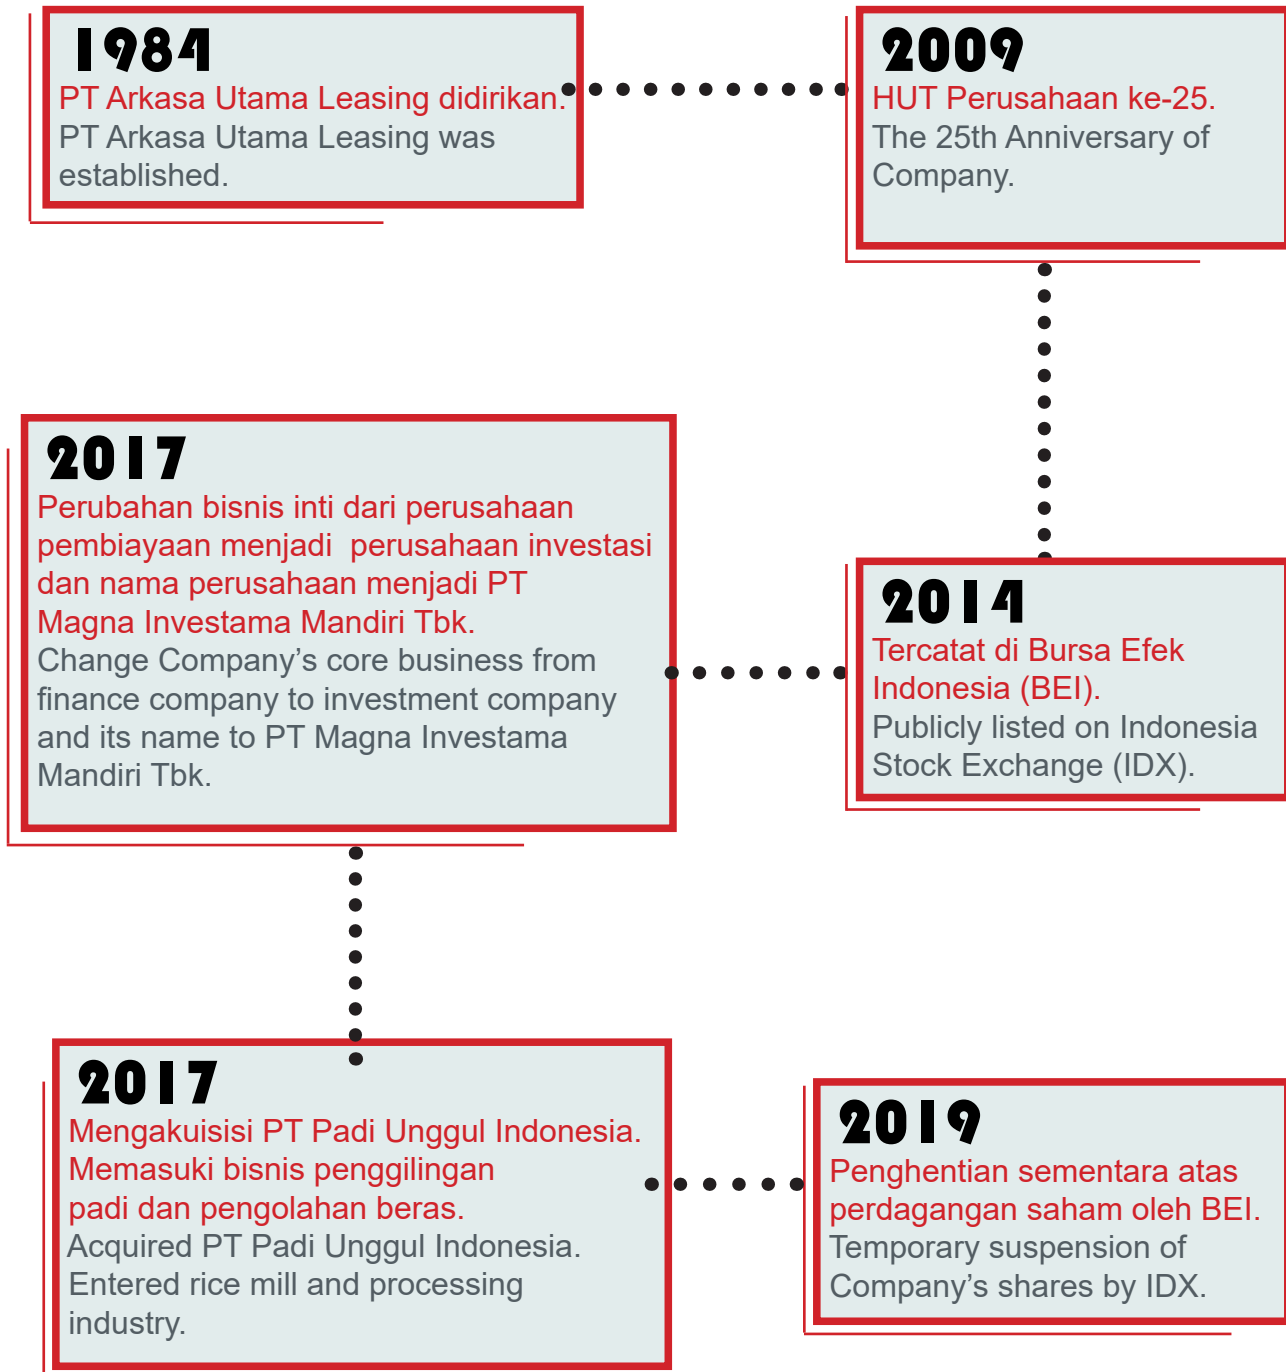 1984
PT Arkasa Utama Leasing didirikan.
PT Arkasa Utama Leasing was
established.
2009
HUT Perusahaan ke-25.
The 25th Anniversary of
Company.
2014
Tercatat di Bursa Efek
Indonesia (BEI).
Publicly listed on Indonesia
Stock Exchange (IDX).
2017
Perubahan bisnis inti dari perusahaan
pembiayaan menjadi perusahaan investasi
dan nama perusahaan menjadi PT
Magna Investama Mandiri Tbk.
Change Company’s core business from
finance company to investment company
and its name to PT Magna Investama
Mandiri Tbk.
2017
Mengakuisisi PT Padi Unggul Indonesia.
Memasuki bisnis penggilingan
padi dan pengolahan beras.
Acquired PT Padi Unggul Indonesia.
Entered rice mill and processing
industry.
2019
Penghentian sementara atas
perdagangan saham oleh BEI.
Temporary suspension of
Company’s shares by IDX.